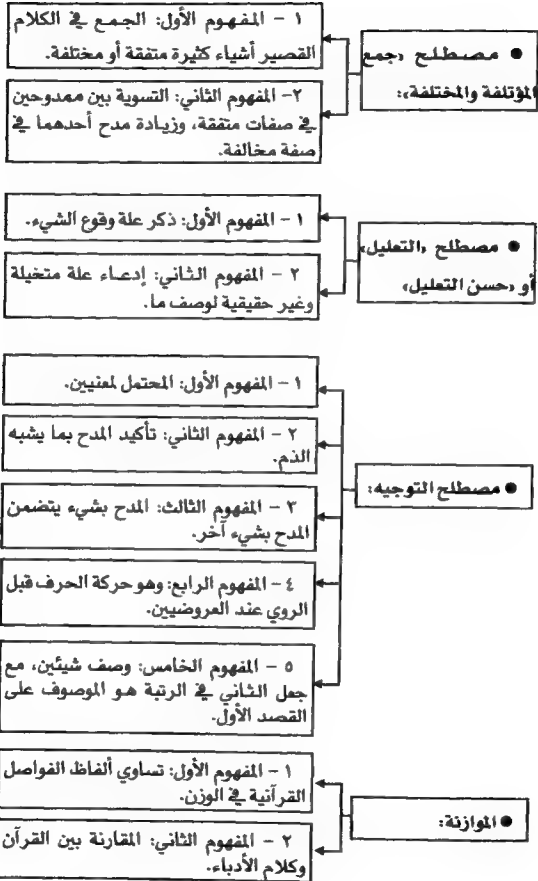 ● مصطلح «جمع
المؤتلفة والمختلفة»:
١ – المفهوم الأول: الجمع في الكلام
القصير أشياء كثيرة متفقة أو مختلفة.
٢– المفهوم الثاني: التسوية بين ممدوحين
في صفات متفقة، وزيادة مدح أحدهما في
صفة مخالفة.
● مصطلح «التعليل»
أو «حسن التعليل»
١ – المفهوم الأول: ذكر علة وقوع الشيء.
٢ – المفهوم الثاني: إدعاء علة متخيلة
وغير حقيقية لوصف ما.
● مصطلح التوجيه:
١ – المفهوم الأول: المحتمل لمعنيين.
٢ – المفهوم الثاني: تأكيد المدح بما يشبه
الذم.
٣ – المفهوم الثالث: المدح بشيء يتضمن
المدح بشيء آخر.
٤ – المفهوم الرابع: وهو حركة الحرف قبل
الروي عند العروضيين.
٥ – المفهوم الخامس: وصف شيئين، مع
جعل الثاني في الرتبة هو الموصوف على
القصد الأول.
● الموازنة:
١ – المفهوم الأول: تساوي ألفاظ الفواصل
القرآنية في الوزن.
٢ – المفهوم الثاني: المقارنة بين القرآن
وكلام الأدباء.